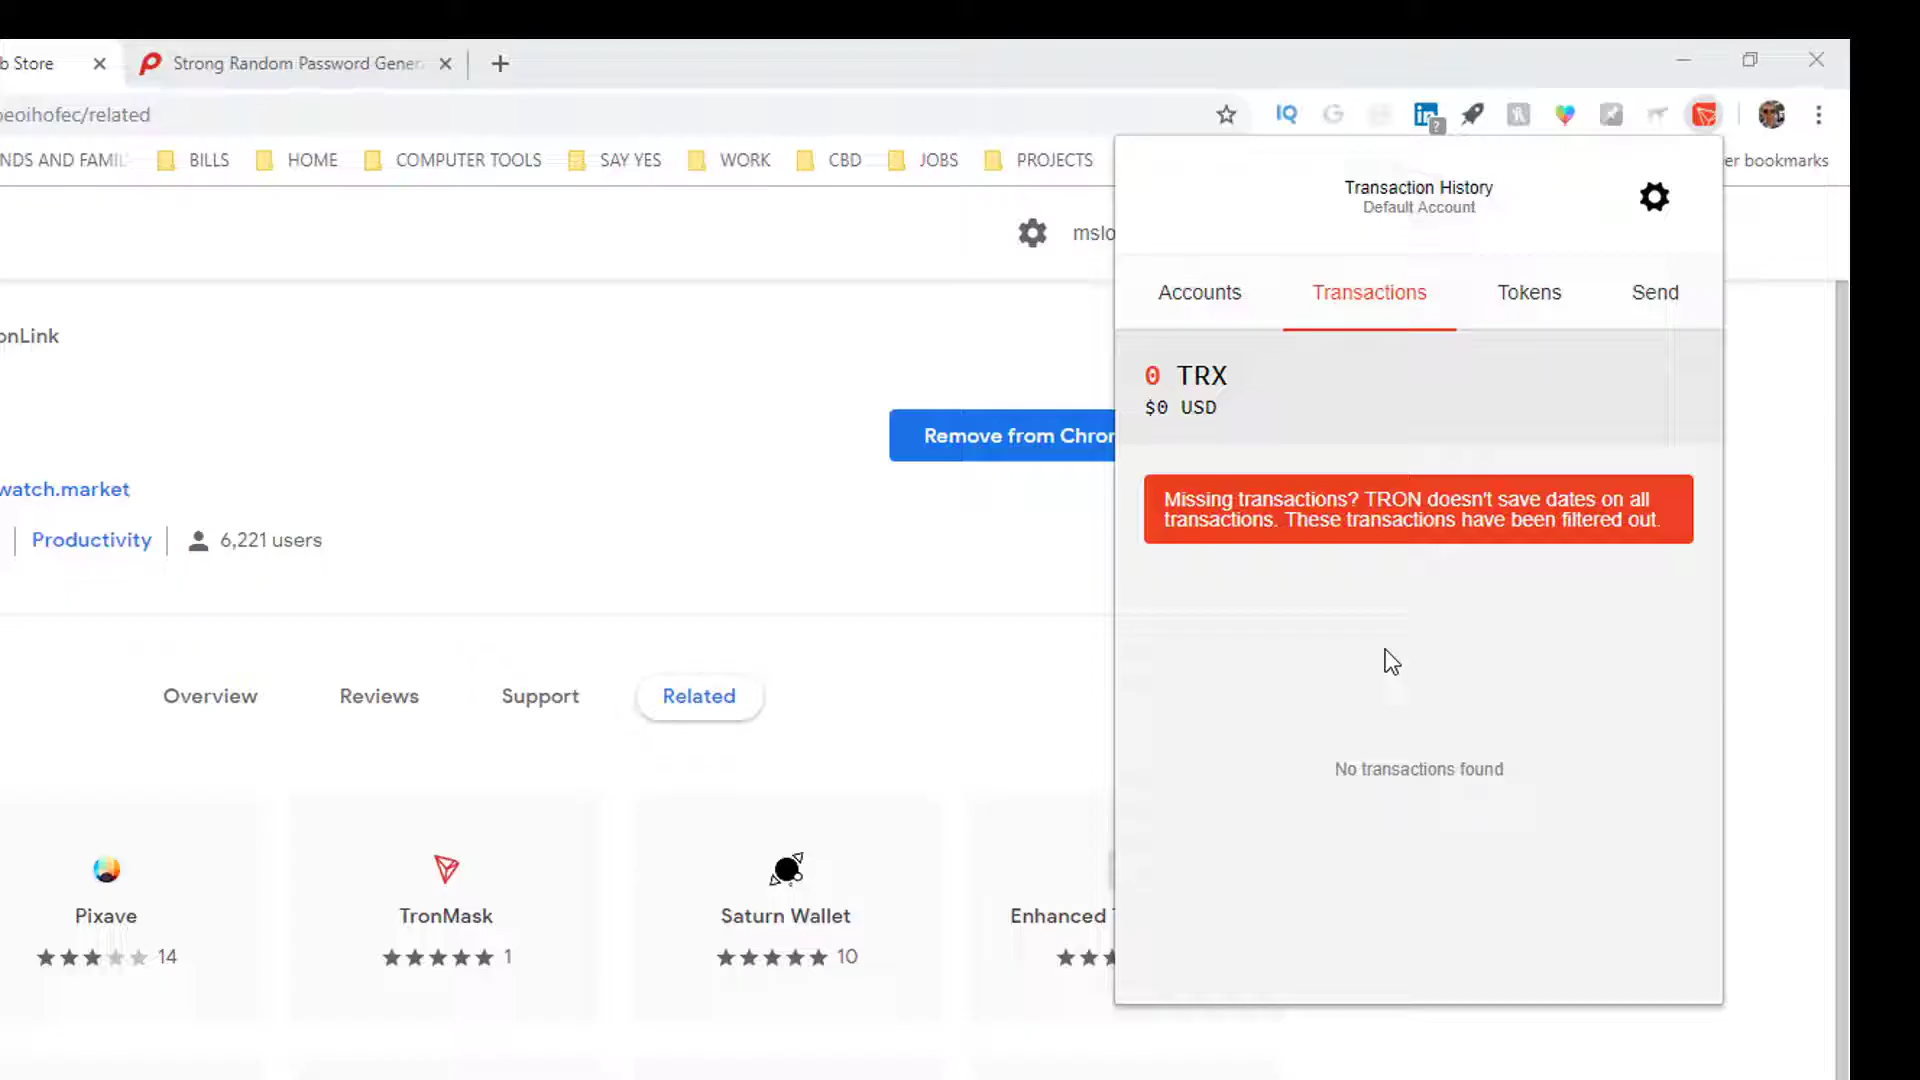 b Store
Strong Random Password Gener
eoihofec/related
IQ
G
in
?
NDS AND FAMIL
BILLS
HOME
COMPUTER TOOLS
SAY YES
WORK
CBD
JOBS
PROJECTS
er bookmarks
mslo
onLink
Remove from Chrom
watch.market
Productivity
6,221 users
Overview
Reviews
Support
Related
Pixave
14
TronMask
1
Saturn Wallet
10
Enhanced
Transaction History
Default Account
Accounts
Transactions
Tokens
Send
0 TRX
$0 USD
Missing transactions? TRON doesn't save dates on all
transactions. These transactions have been filtered out.
No transactions found